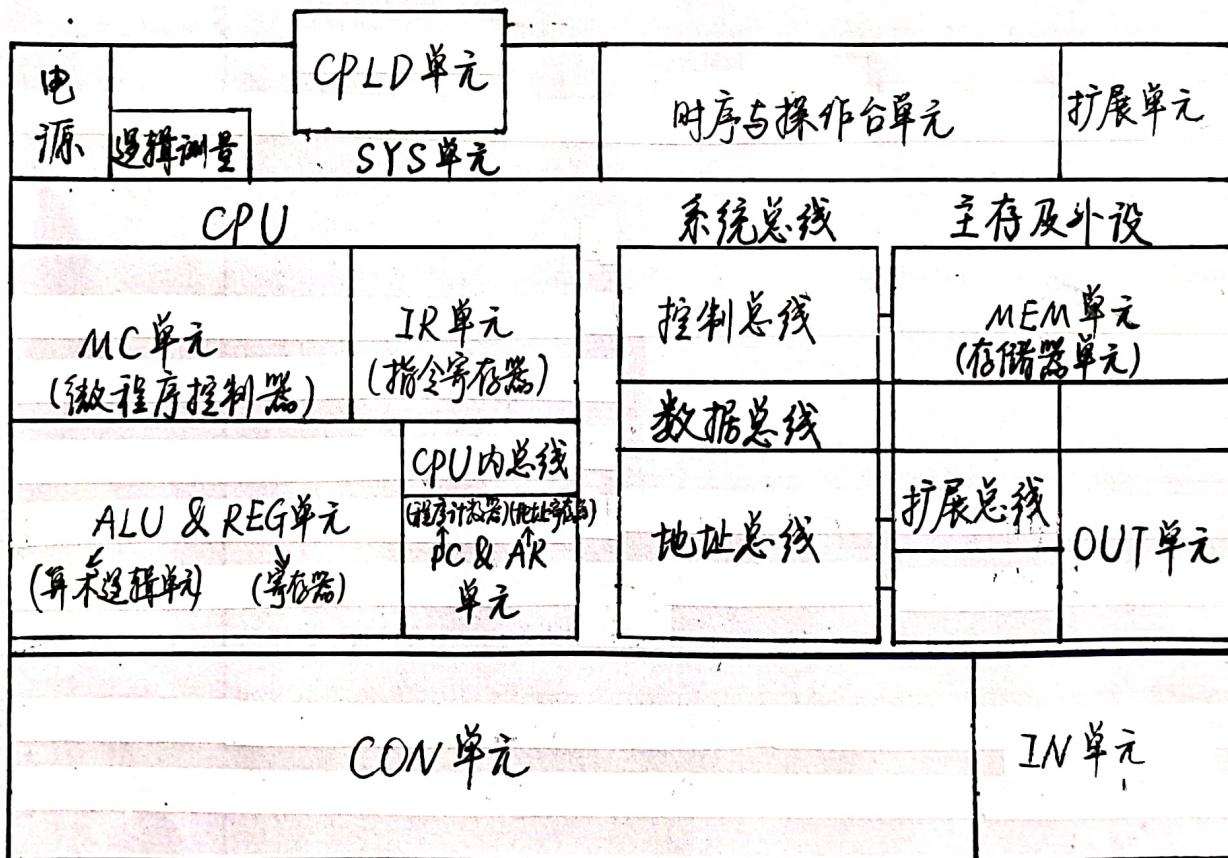 电
源
逻辑测量
CPLD单元
SYS单元
时序与操作台单元
扩展单元
CPU
系统总线
主存及外设
MC单元
(微程序控制器)
IR单元
(指令寄存器)
控制总线
MEM单元
(存储器单元)
数据总线
CPU内总线
ALU & REG单元
(算术逻辑单元)
(寄存器)
(程序计数器)(地址寄存器)
PC & AR
单元
地址总线
扩展总线
OUT单元
CON单元
IN单元